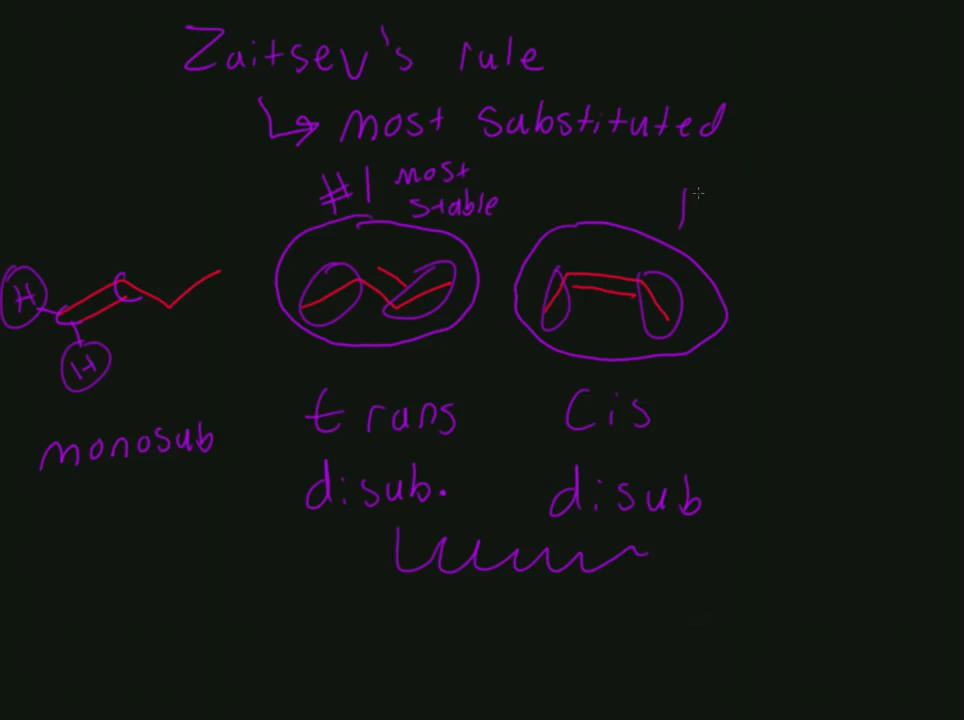 Zaitsev's rule
↳ most substituted
#1 most
stable
H
C
H
monosub
trans
disub.
Cis
disub